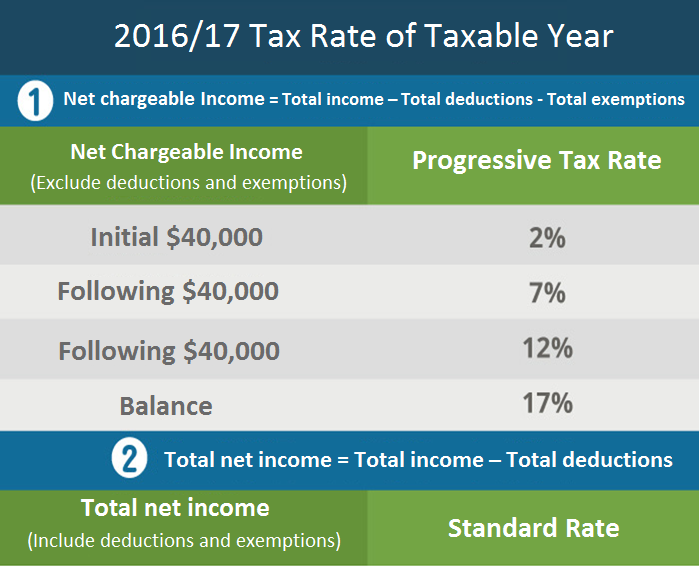 2016/17 Tax Rate of Taxable Year
1 Net chargeable Income = Total income – Total deductions - Total exemptions
Net Chargeable Income
(Exclude deductions and exemptions)
Progressive Tax Rate
Initial $40,000 2%
Following $40,000 7%
Following $40,000 12%
Balance 17%
2 Total net income = Total income – Total deductions
Total net income
(Include deductions and exemptions)
Standard Rate